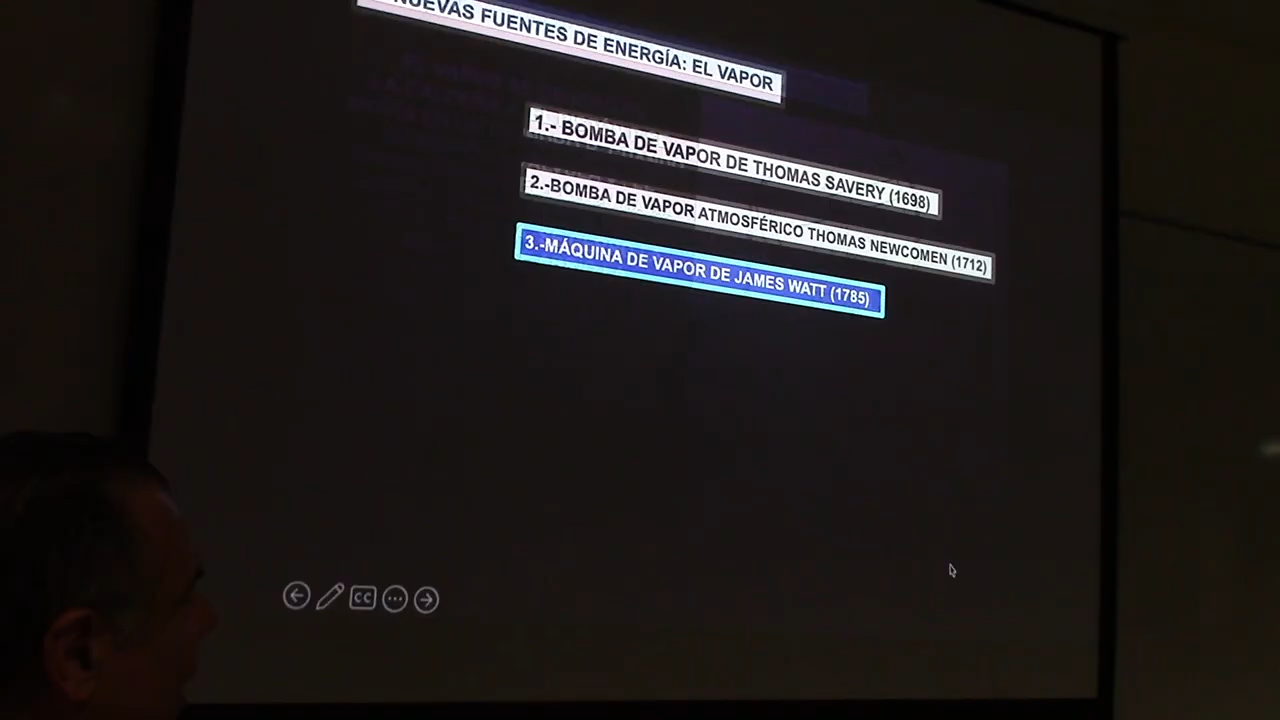 NUEVAS FUENTES DE ENERGÍA: EL VAPOR
1.- BOMBA DE VAPOR DE THOMAS SAVERY (1698)
2.-BOMBA DE VAPOR ATMOSFÉRICO THOMAS NEWCOMEN (1712)
3.-MÁQUINA DE VAPOR DE JAMES WATT (1785)
CC